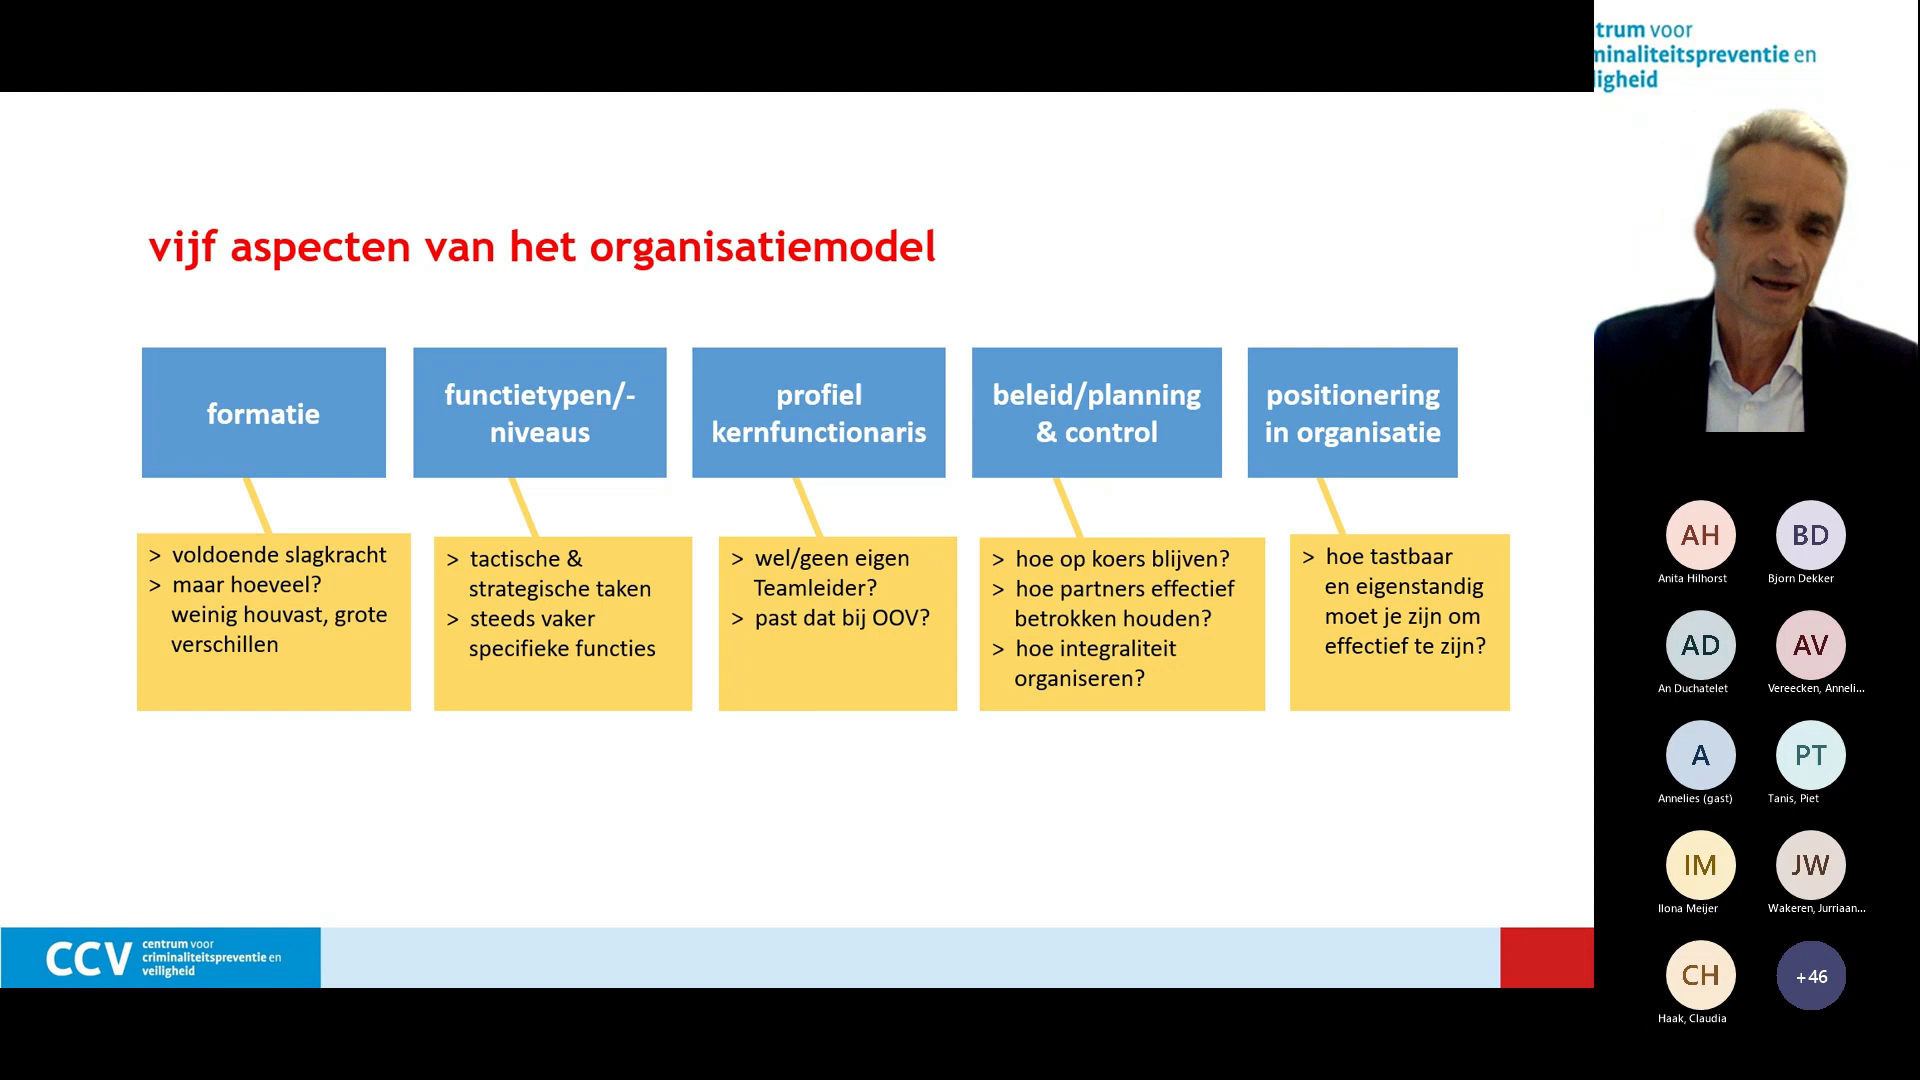 trum voor
minaliteitspreventie en
ligheid
vijf aspecten van het organisatiemodel
formatie
functietypen/-
niveaus
profiel
kernfunctionaris
beleid/planning
& control
positionering
in organisatie
> voldoende slagkracht
> maar hoeveel?
weinig houvast, grote
verschillen
> tactische &
strategische taken
> steeds vaker
specifieke functies
> wel/geen eigen
Teamleider?
> past dat bij OOV?
> hoe op koers blijven?
> hoe partners effectief
betrokken houden?
> hoe integraliteit
organiseren?
> hoe tastbaar
en eigenstandig
moet je zijn om
effectief te zijn?
CCV
centrum voor
criminaliteitspreventie en
veiligheid
AH
Anita Hilhorst
BD
Bjorn Dekker
AD
An Duchatelet
AV
Vereecken, Anneli...
A
Annelies (gast)
PT
Tanis, Piet
IM
Ilona Meijer
JW
Wakeren, Jurriaan...
CH
Haak, Claudia
+46